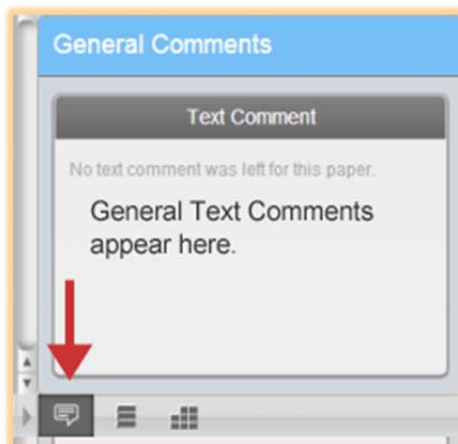 General Comments
Text Comment
No text comment was left for this paper.
General Text Comments
appear here.